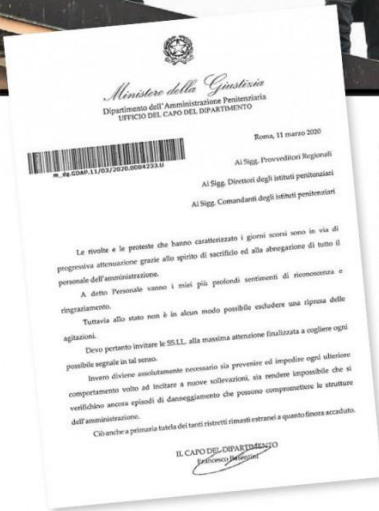 Ministero della Giustizia
Dipartimento dell'Amministrazione Penitenziaria
UFFICIO DEL CAPO DEL DIPARTIMENTO
m_dg.GDAP.11/03/2020.0084233.U
Roma, 11 marzo 2020
Ai Sigg. Provveditori Regionali
Ai Sigg. Direttori degli istituti penitenziari
Ai Sigg. Comandanti degli istituti penitenziari
Le rivolte e le proteste che hanno caratterizzato i giorni scorsi sono in via di
progressiva attenuazione grazie allo spirito di sacrificio ed alla abnegazione di tutto il
personale dell'amministrazione.
A detto Personale vanno i miei più profondi sentimenti di riconoscenza e
ringraziamento.
Tuttavia allo stato non è in alcun modo possibile escludere una ripresa delle
agitazioni.
Devo pertanto invitare le SS.LL. alla massima attenzione finalizzata a cogliere ogni
possibile segnale in tal senso.
Invero diviene assolutamente necessario sia prevenire ed impedire ogni ulteriore
comportamento volto ad incitare a nuove sollevazioni, sia rendere impossibile che si
verifichino ancora episodi di danneggiamento che possono compromettere le strutture
dell'amministrazione.
Ciò anche a primaria tutela dei tanti ristretti rimasti estranei a quanto finora accaduto.
IL CAPO DEL DIPARTIMENTO
Francesco Basentini